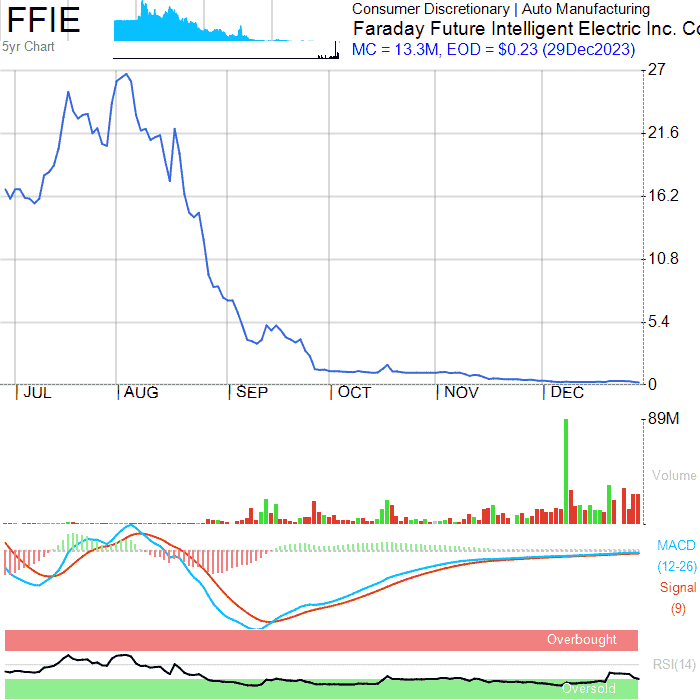 FFIE
5yr Chart
Consumer Discretionary | Auto Manufacturing
Faraday Future Intelligent Electric Inc. Co
MC = 13.3M, EOD = $0.23 (29Dec2023)
27
21.6
16.2
10.8
5.4
0
JUL AUG SEP OCT NOV DEC
89M
Volume
MACD
(12-26)
Signal
(9)
Overbought
RSI(14)
Oversold